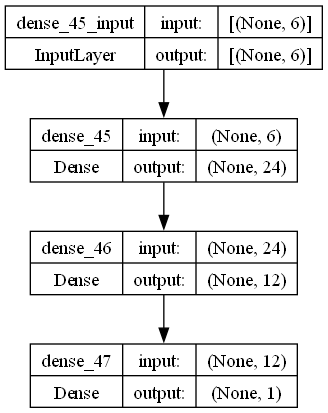 dense_45_input input: [(None, 6)]
InputLayer output: [(None, 6)]
dense_45 input: (None, 6)
Dense output: (None, 24)
dense_46 input: (None, 24)
Dense output: (None, 12)
dense_47 input: (None, 12)
Dense output: (None, 1)